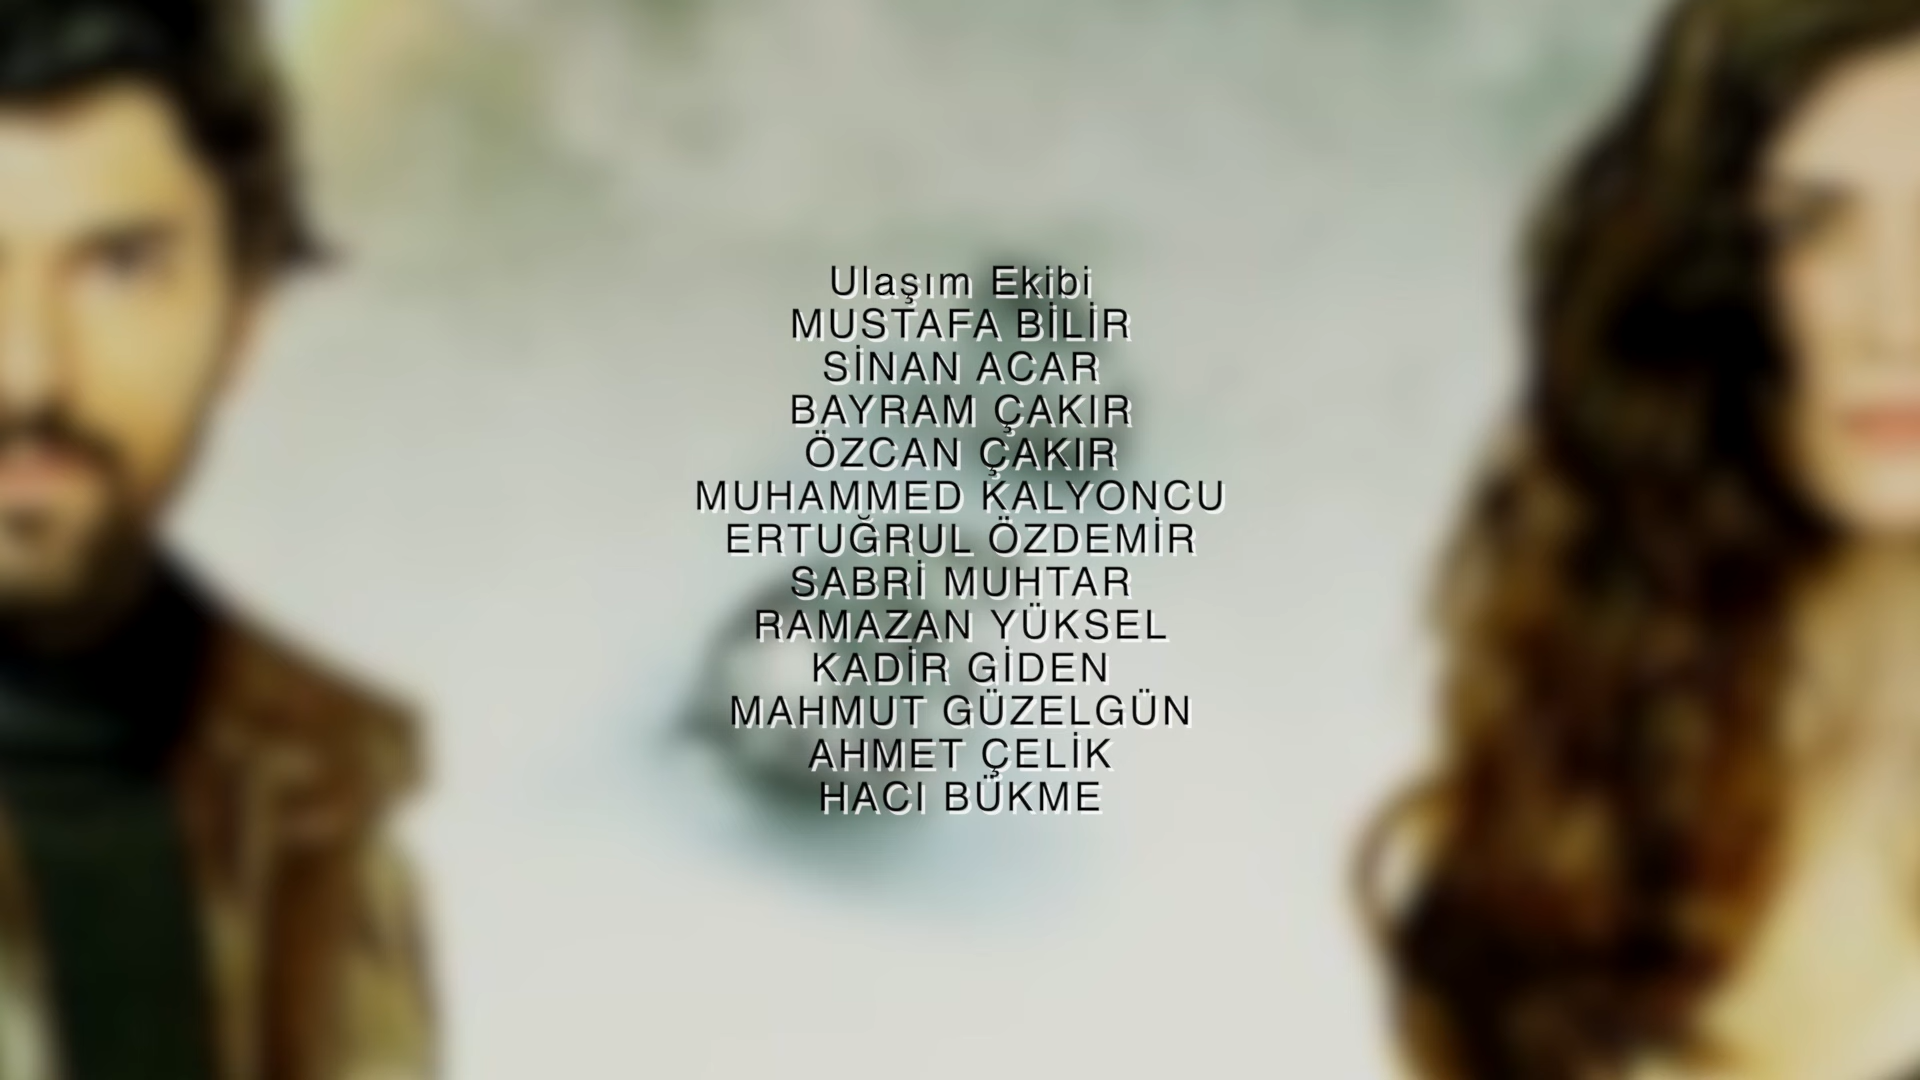 Ulaşım Ekibi
MUSTAFA BİLİR
SİNAN ACAR
BAYRAM ÇAKIR
ÖZCAN ÇAKIR
MUHAMMED KALYONCU
ERTUĞRUL ÖZDEMİR
SABRİ MUHTAR
RAMAZAN YÜKSEL
KADİR GİDEN
MAHMUT GÜZELGÜN
AHMET ÇELİK
HACI BÜKME